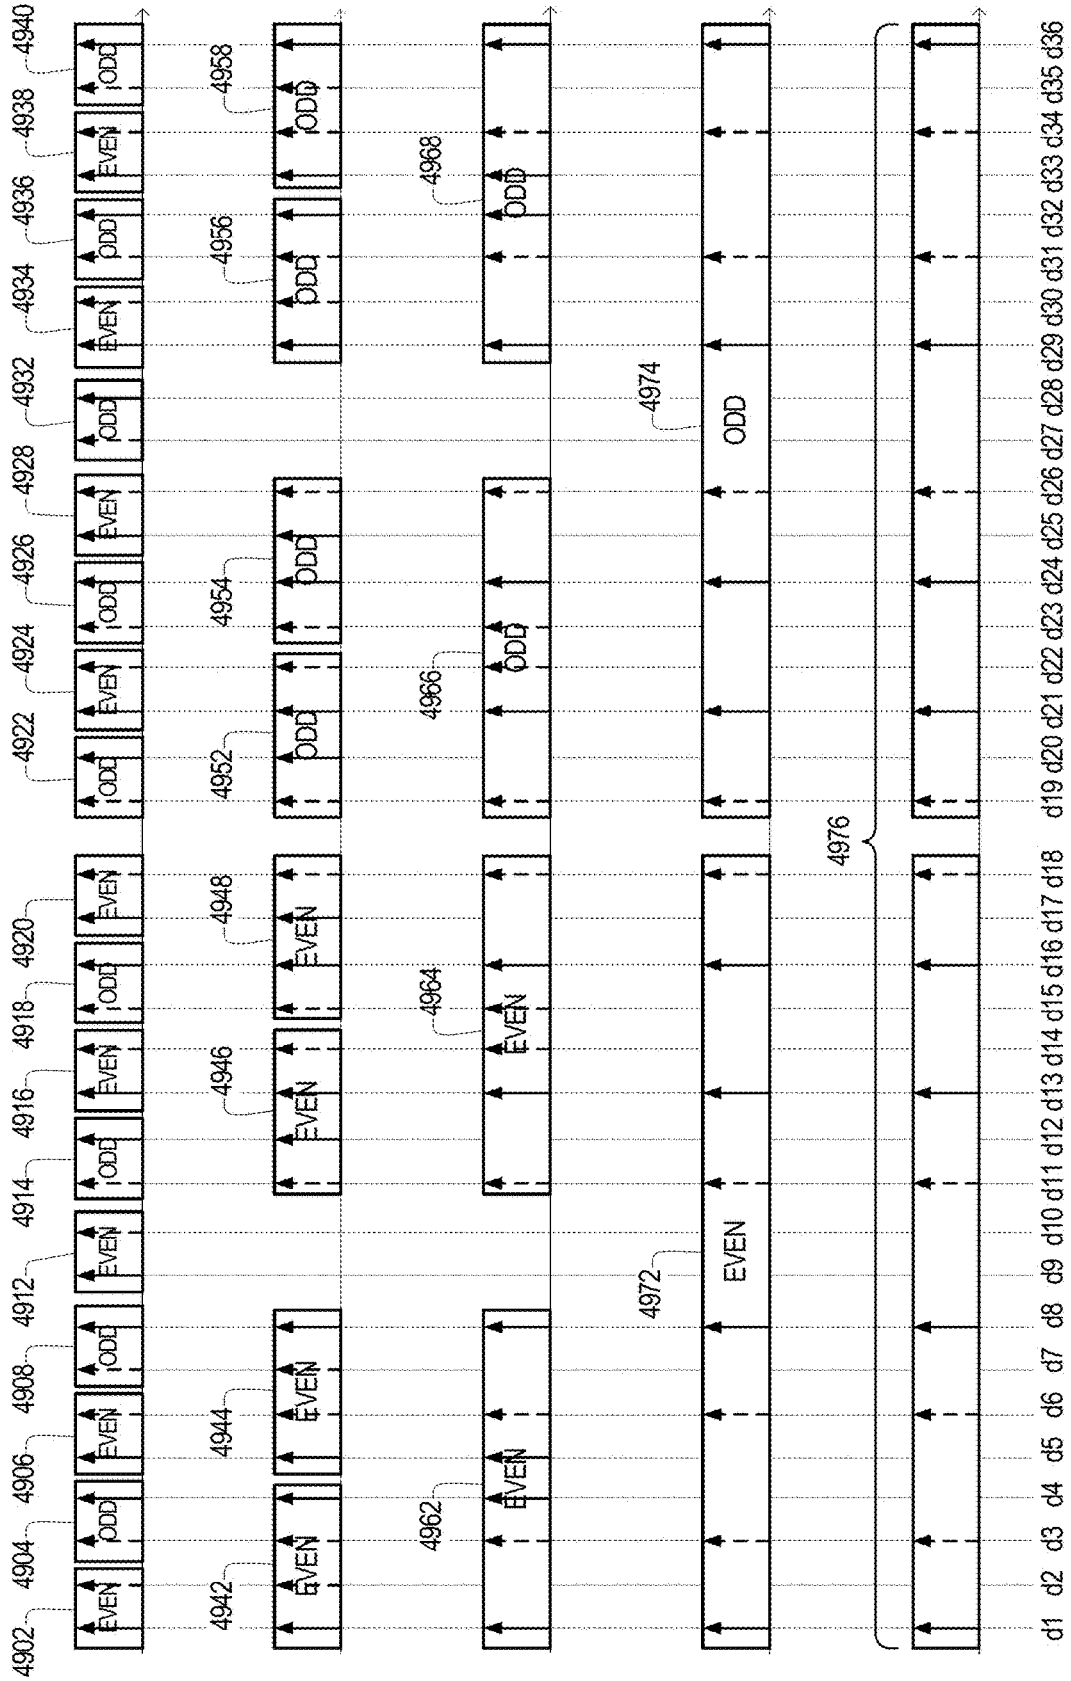 4902 4904 4906 4908 4912 4914 4916 4918 4920 4922 4924 4926 4928 4932 4934 4936 4938 4940
EVEN ODD EVEN ODD EVEN ODD EVEN ODD EVEN ODD EVEN ODD EVEN ODD EVEN ODD EVEN ODD
4942 4944 4946 4948 4952 4954 4956 4958
EVEN EVEN EVEN EVEN ODD ODD ODD ODD
4962 4964 4966 4968
EVEN EVEN ODD ODD
4972 4974
EVEN ODD
4976
d1 d2 d3 d4 d5 d6 d7 d8 d9 d10 d11 d12 d13 d14 d15 d16 d17 d18 d19 d20 d21 d22 d23 d24 d25 d26 d27 d28 d29 d30 d31 d32 d33 d34 d35 d36